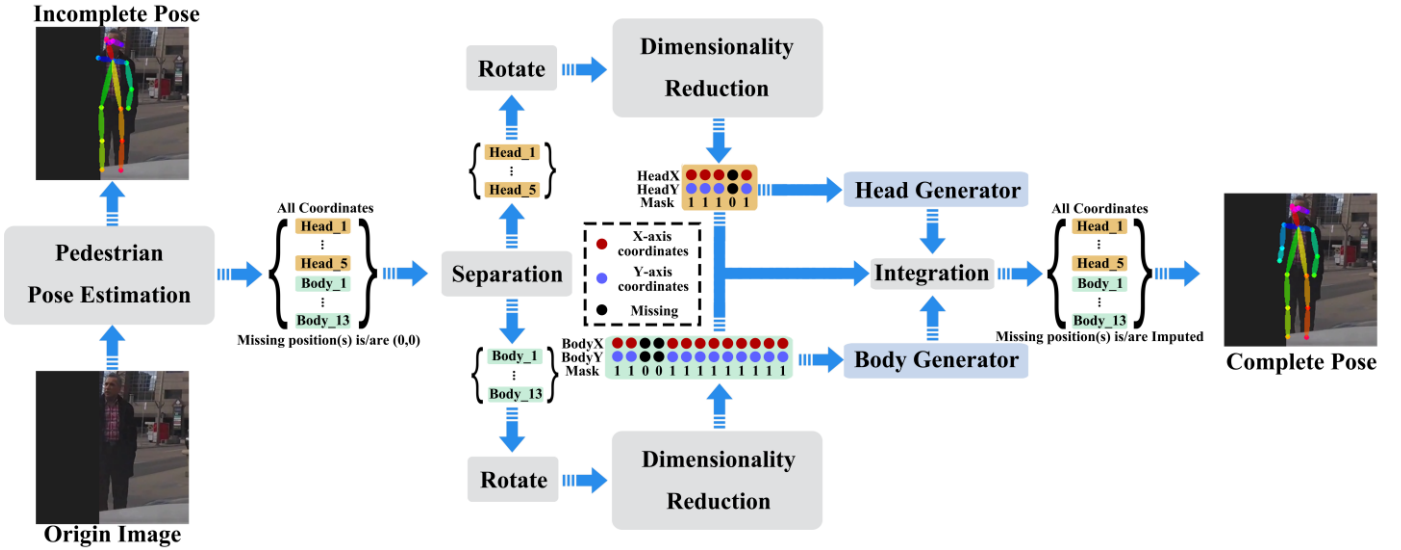 Incomplete Pose
Pedestrian
Pose Estimation
Origin Image
All Coordinates
Head_1
⋮
Head_5
Body_1
⋮
Body_13
Missing position(s) is/are (0,0)
Separation
Head_1
⋮
Head_5
Rotate
Dimensionality
Reduction
Body_1
⋮
Body_13
Rotate
Dimensionality
Reduction
HeadX
HeadY
Mask 1 1 1 0 1
X-axis
coordinates
Y-axis
coordinates
Missing
BodyX
BodyY
Mask 1 1 0 0 1 1 1 1 1 1 1 1 1
Head Generator
Integration
Body Generator
All Coordinates
Head_1
⋮
Head_5
Body_1
⋮
Body_13
Missing position(s) is/are Imputed
Complete Pose